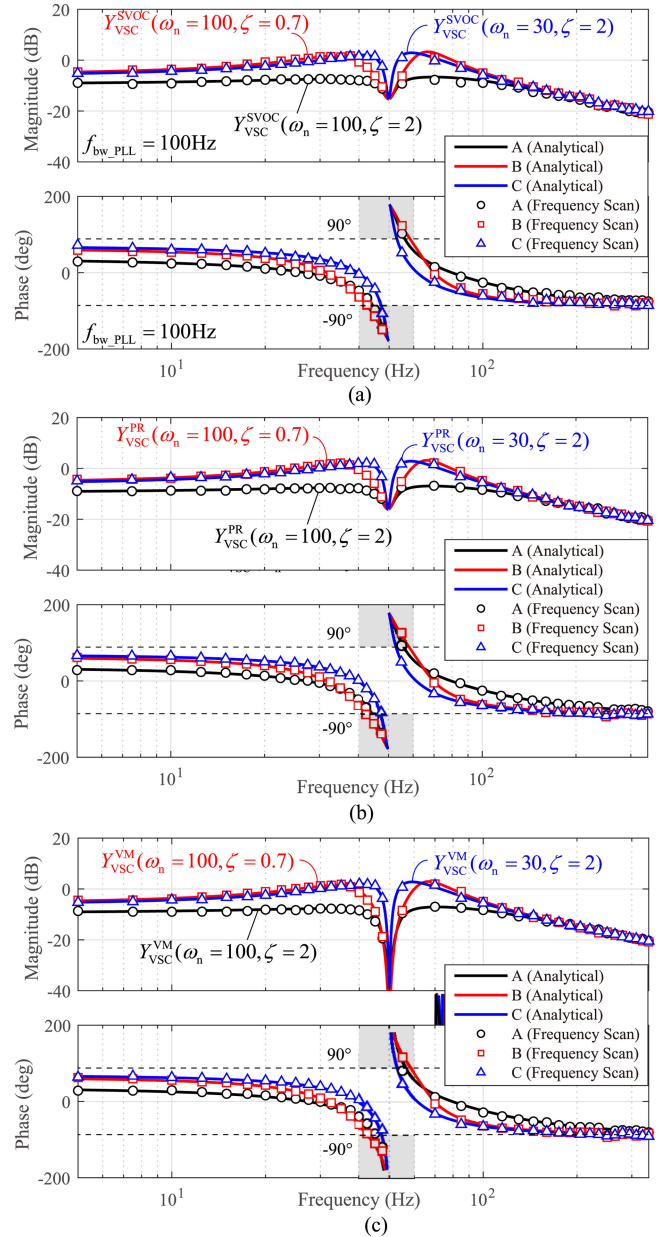 Y_VSC^SVOC(ω_n = 100, ζ = 0.7)
Y_VSC^SVOC(ω_n = 30, ζ = 2)
20
0
-20
-40
Magnitude (dB)
Y_VSC^SVOC(ω_n = 100, ζ = 2)
f_bw_PLL = 100Hz
A (Analytical)
B (Analytical)
C (Analytical)
A (Frequency Scan)
B (Frequency Scan)
C (Frequency Scan)
200
0
-200
Phase (deg)
90°
-90°
f_bw_PLL = 100Hz
10^1
Frequency (Hz)
10^2
(a)
Y_VSC^PR(ω_n = 100, ζ = 0.7)
Y_VSC^PR(ω_n = 30, ζ = 2)
20
0
-20
-40
Magnitude (dB)
Y_VSC^PR(ω_n = 100, ζ = 2)
A (Analytical)
B (Analytical)
C (Analytical)
A (Frequency Scan)
B (Frequency Scan)
C (Frequency Scan)
200
0
-200
Phase (deg)
90°
-90°
10^1
Frequency (Hz)
10^2
(b)
Y_VSC^VM(ω_n = 100, ζ = 0.7)
Y_VSC^VM(ω_n = 30, ζ = 2)
20
0
-20
-40
Magnitude (dB)
Y_VSC^VM(ω_n = 100, ζ = 2)
A (Analytical)
B (Analytical)
C (Analytical)
A (Frequency Scan)
B (Frequency Scan)
C (Frequency Scan)
200
0
-200
Phase (deg)
90°
-90°
10^1
Frequency (Hz)
10^2
(c)